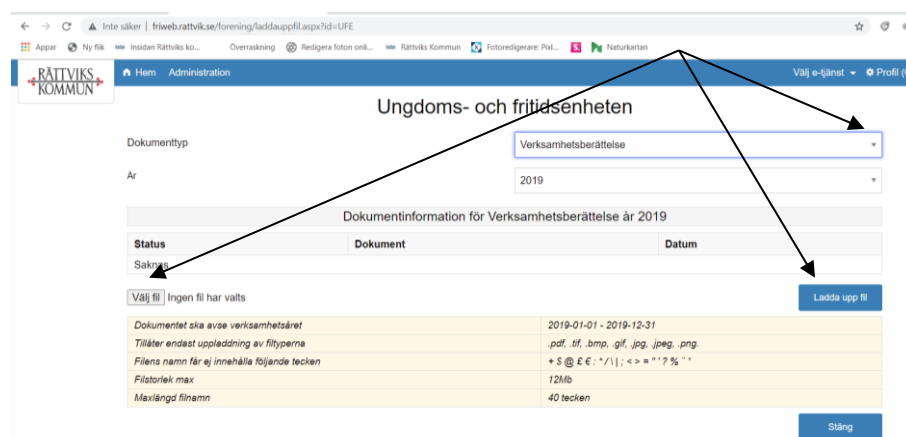 Inte säker | friweb.rattvik.se/forening/laddauppfil.aspx?id=UFE
Appar Ny flik Insidan Rättviks ko... Överraskning Redigera foton onli... Rättviks Kommun Fotoredigerare: Pixl... Naturkartan
RÄTTVIKS KOMMUN
Hem Administration Välj e-tjänst Profil (
Ungdoms- och fritidsenheten
Dokumenttyp Verksamhetsberättelse
År 2019
Dokumentinformation för Verksamhetsberättelse år 2019
Status Dokument Datum
Saknas
Välj fil Ingen fil har valts Ladda upp fil
Dokumentet ska avse verksamhetsåret 2019-01-01 - 2019-12-31
Tillåter endast uppladdning av filtyperna .pdf, .tif, .bmp, .gif, .jpg, .jpeg, .png.
Filens namn får ej innehålla följande tecken + $ @ £ € : * / \ | ; < > = " ' ? % ¨ '
Filstorlek max 12Mb
Maxlängd filnamn 40 tecken
Stäng